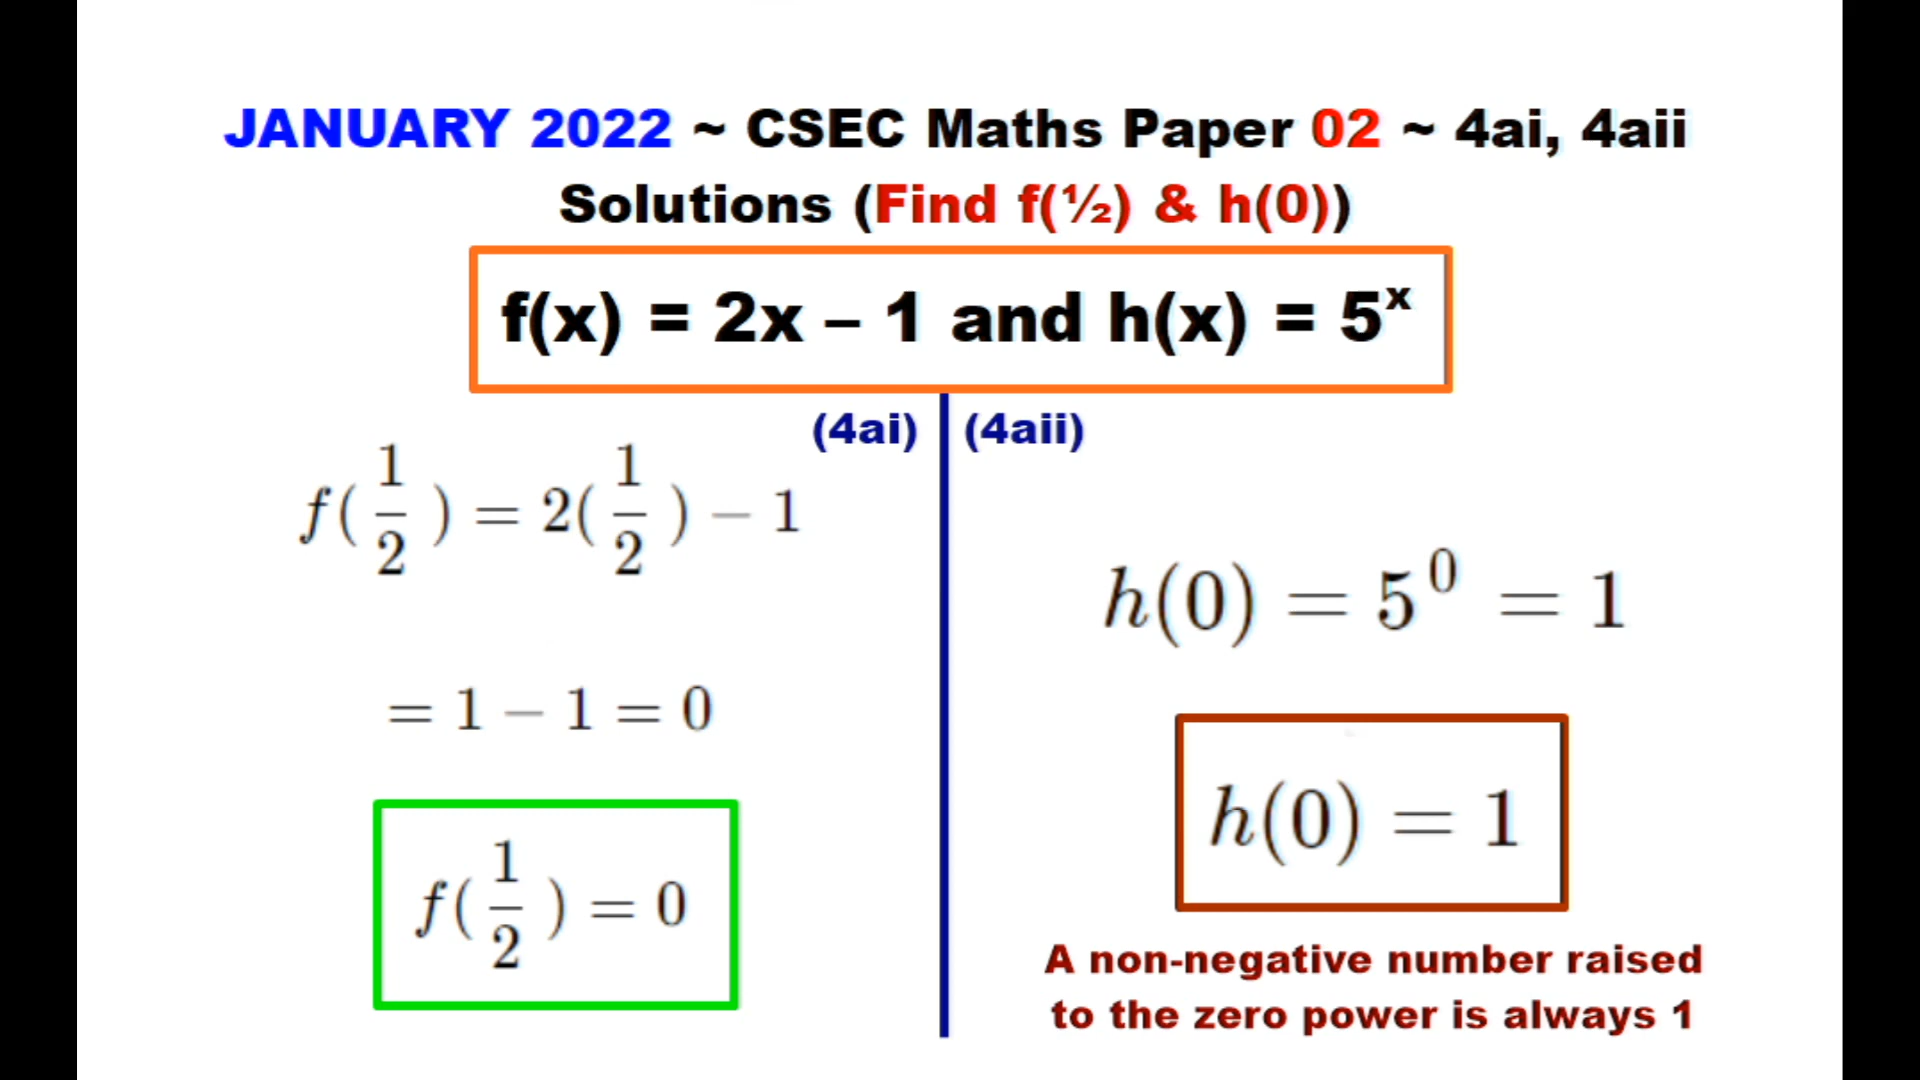 JANUARY 2022 ~ CSEC Maths Paper 02 ~ 4ai, 4aii
Solutions (Find f(½) & h(0))
f(x) = 2x – 1 and h(x) = 5ˣ
(4ai)
f(1/2) = 2(1/2) − 1
= 1 − 1 = 0
f(1/2) = 0
(4aii)
h(0) = 5⁰ = 1
h(0) = 1
A non-negative number raised
to the zero power is always 1